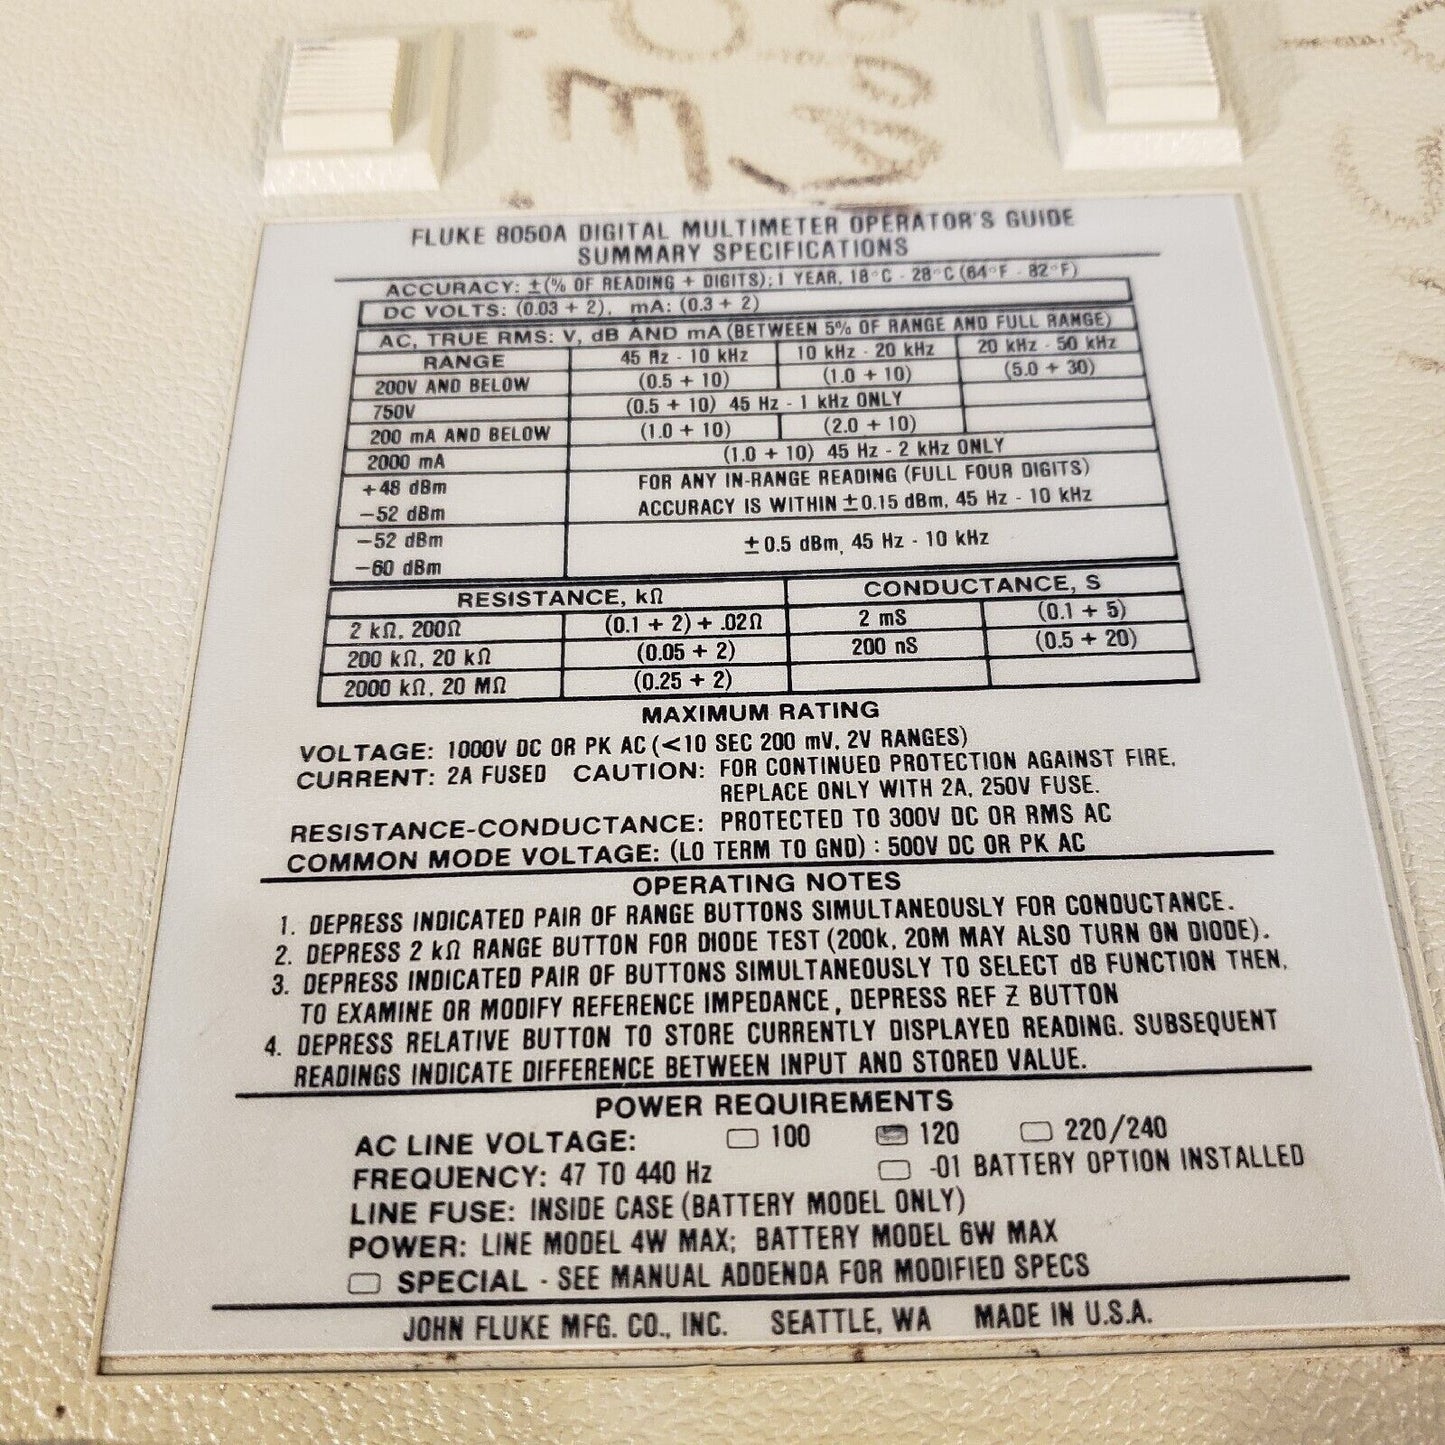 FLUKE 8050A DIGITAL MULTIMETER OPERATOR'S GUIDE
SUMMARY SPECIFICATIONS
ACCURACY: ±(% OF READING + DIGITS); 1 YEAR, 18°C - 28°C (64°F - 82°F)
DC VOLTS: (0.03 + 2), mA: (0.3 + 2)
AC, TRUE RMS: V, dB AND mA (BETWEEN 5% OF RANGE AND FULL RANGE)
RANGE 45 Hz - 10 kHz 10 kHz - 20 kHz 20 kHz - 50 kHz
200V AND BELOW (0.5 + 10) (1.0 + 10) (5.0 + 30)
750V (0.5 + 10) 45 Hz - 1 kHz ONLY
200 mA AND BELOW (1.0 + 10) (2.0 + 10)
2000 mA (1.0 + 10) 45 Hz - 2 kHz ONLY
+48 dBm FOR ANY IN-RANGE READING (FULL FOUR DIGITS)
−52 dBm ACCURACY IS WITHIN ±0.15 dBm, 45 Hz - 10 kHz
−52 dBm ±0.5 dBm, 45 Hz - 10 kHz
−60 dBm
RESISTANCE, kΩ CONDUCTANCE, S
2 kΩ, 200Ω (0.1 + 2) + .02Ω 2 mS (0.1 + 5)
200 kΩ, 20 kΩ (0.05 + 2) 200 nS (0.5 + 20)
2000 kΩ, 20 MΩ (0.25 + 2)
MAXIMUM RATING
VOLTAGE: 1000V DC OR PK AC (<10 SEC 200 mV, 2V RANGES)
CURRENT: 2A FUSED CAUTION: FOR CONTINUED PROTECTION AGAINST FIRE,
REPLACE ONLY WITH 2A, 250V FUSE.
RESISTANCE-CONDUCTANCE: PROTECTED TO 300V DC OR RMS AC
COMMON MODE VOLTAGE: (LO TERM TO GND) : 500V DC OR PK AC
OPERATING NOTES
1. DEPRESS INDICATED PAIR OF RANGE BUTTONS SIMULTANEOUSLY FOR CONDUCTANCE.
2. DEPRESS 2 kΩ RANGE BUTTON FOR DIODE TEST (200k, 20M MAY ALSO TURN ON DIODE).
3. DEPRESS INDICATED PAIR OF BUTTONS SIMULTANEOUSLY TO SELECT dB FUNCTION THEN,
TO EXAMINE OR MODIFY REFERENCE IMPEDANCE, DEPRESS REF Z BUTTON
4. DEPRESS RELATIVE BUTTON TO STORE CURRENTLY DISPLAYED READING. SUBSEQUENT
READINGS INDICATE DIFFERENCE BETWEEN INPUT AND STORED VALUE.
POWER REQUIREMENTS
AC LINE VOLTAGE: 100 120 220/240
FREQUENCY: 47 TO 440 Hz -01 BATTERY OPTION INSTALLED
LINE FUSE: INSIDE CASE (BATTERY MODEL ONLY)
POWER: LINE MODEL 4W MAX; BATTERY MODEL 6W MAX
SPECIAL - SEE MANUAL ADDENDA FOR MODIFIED SPECS
JOHN FLUKE MFG. CO., INC. SEATTLE, WA MADE IN U.S.A.